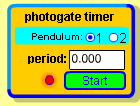 photogate timer
Pendulum: 1 2
period: 0.000
Start